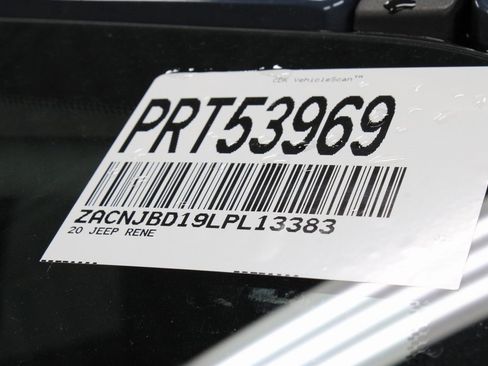 CDK VehicleScan™
PRT53969
ZACNJBD19LPL13383
20 JEEP RENE